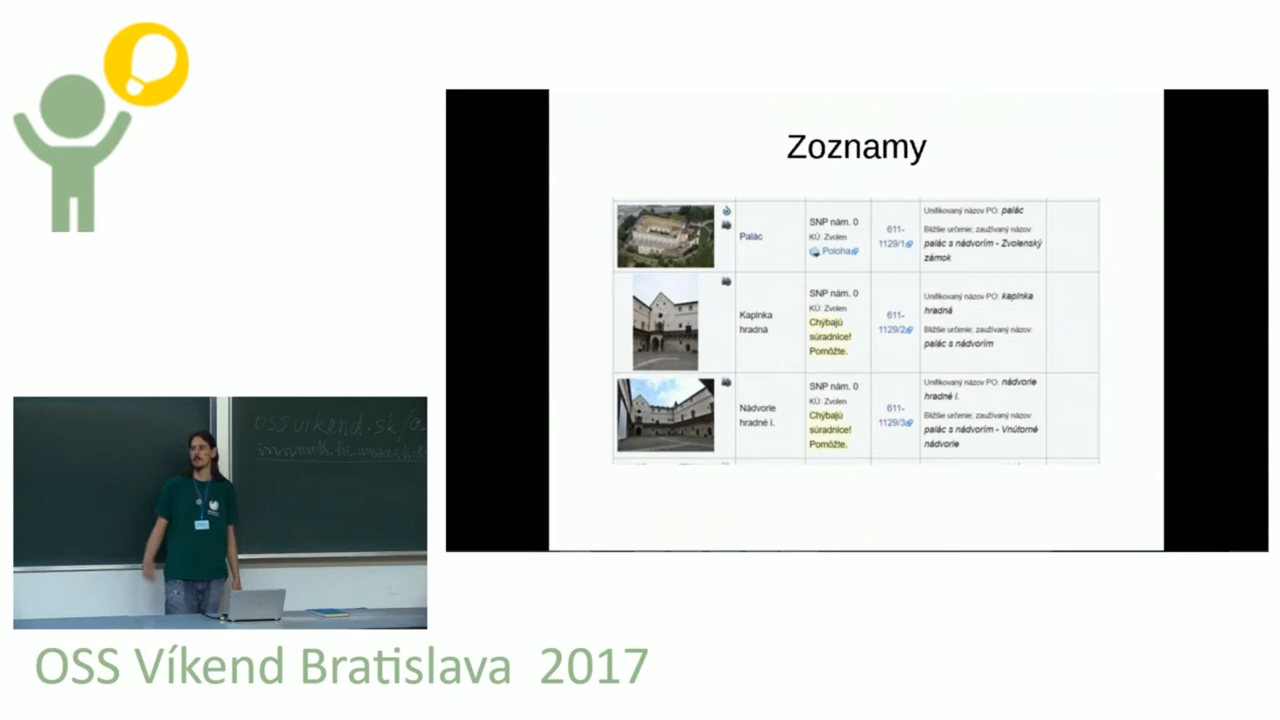 Zoznamy
Palác
SNP nám. 0
KÚ: Zvolen
Poloha
611-
1129/1
Unifikovaný názov PO: palác
Bližšie určenie; zaužívaný názov:
palác s nádvorím - Zvolenský
zámok
Kaplnka
hradná
SNP nám. 0
KÚ: Zvolen
Chýbajú
súradnice!
Pomôžte.
611-
1129/2
Unifikovaný názov PO: kaplnka
hradná
Bližšie určenie; zaužívaný názov:
palác s nádvorím
Nádvorie
hradné I.
SNP nám. 0
KÚ: Zvolen
Chýbajú
súradnice!
Pomôžte.
611-
1129/3
Unifikovaný názov PO: nádvorie
hradné I.
Bližšie určenie; zaužívaný názov:
palác s nádvorím - Vnútorné
nádvorie
ossvikend.sk/a
OSS Víkend Bratislava 2017